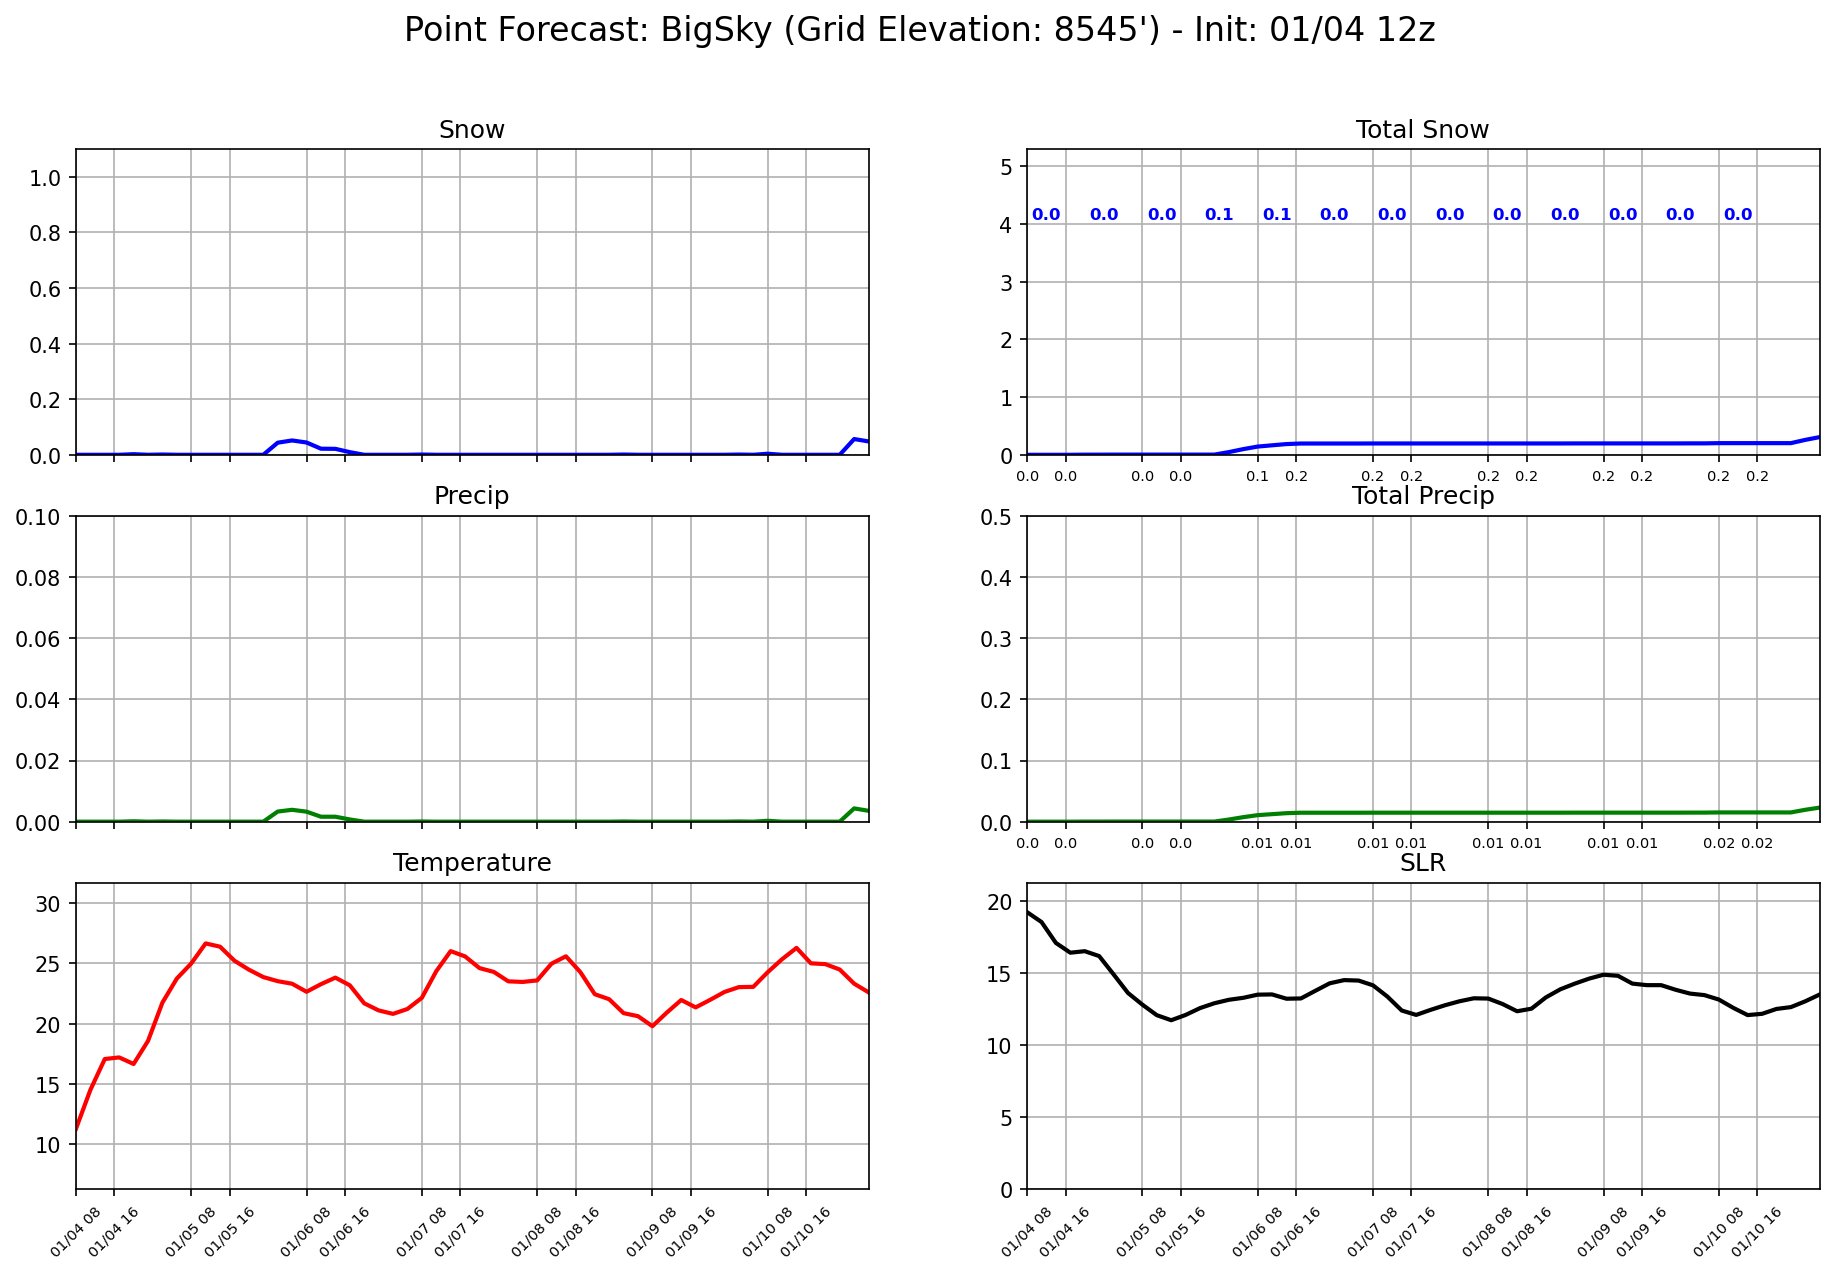 Point Forecast: BigSky (Grid Elevation: 8545') - Init: 01/04 12z
Snow
1.0
0.8
0.6
0.4
0.2
0.0
Total Snow
5
4
3
2
1
0
0.0 0.0 0.0 0.1 0.1 0.0 0.0 0.0 0.0 0.0 0.0 0.0 0.0
0.0 0.0 0.0 0.0 0.1 0.2 0.2 0.2 0.2 0.2 0.2 0.2 0.2 0.2
Precip
0.10
0.08
0.06
0.04
0.02
0.00
Total Precip
0.5
0.4
0.3
0.2
0.1
0.0
0.0 0.0 0.0 0.0 0.01 0.01 0.01 0.01 0.01 0.01 0.01 0.01 0.02 0.02
Temperature
30
25
20
15
10
01/04 08 01/04 16 01/05 08 01/05 16 01/06 08 01/06 16 01/07 08 01/07 16 01/08 08 01/08 16 01/09 08 01/09 16 01/10 08 01/10 16
SLR
20
15
10
5
0
01/04 08 01/04 16 01/05 08 01/05 16 01/06 08 01/06 16 01/07 08 01/07 16 01/08 08 01/08 16 01/09 08 01/09 16 01/10 08 01/10 16